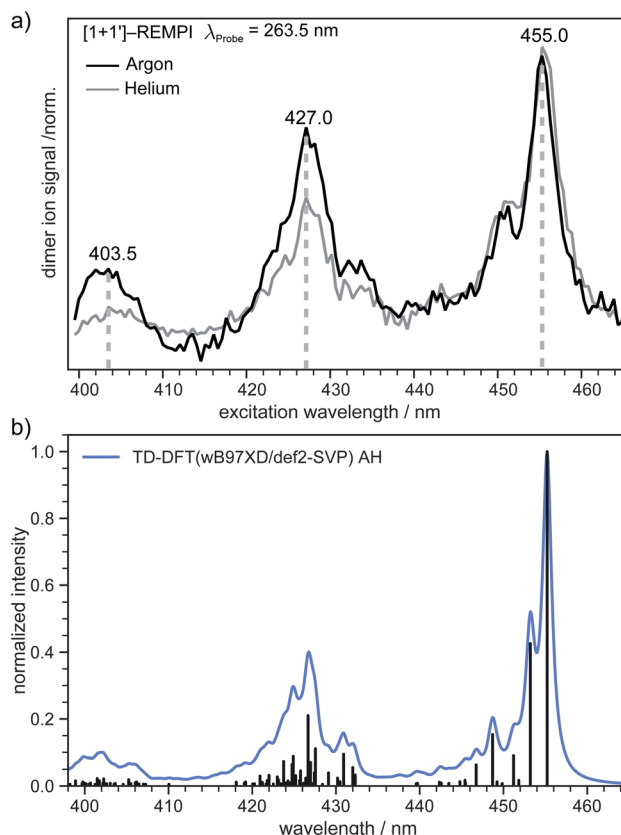 a)
[1+1']–REMPI λProbe = 263.5 nm
Argon
Helium
455.0
427.0
403.5
dimer ion signal /norm.
400 410 420 430 440 450 460
excitation wavelength / nm
b)
TD-DFT(wB97XD/def2-SVP) AH
1.0
0.8
0.6
0.4
0.2
0.0
normalized intensity
400 410 420 430 440 450 460
wavelength / nm